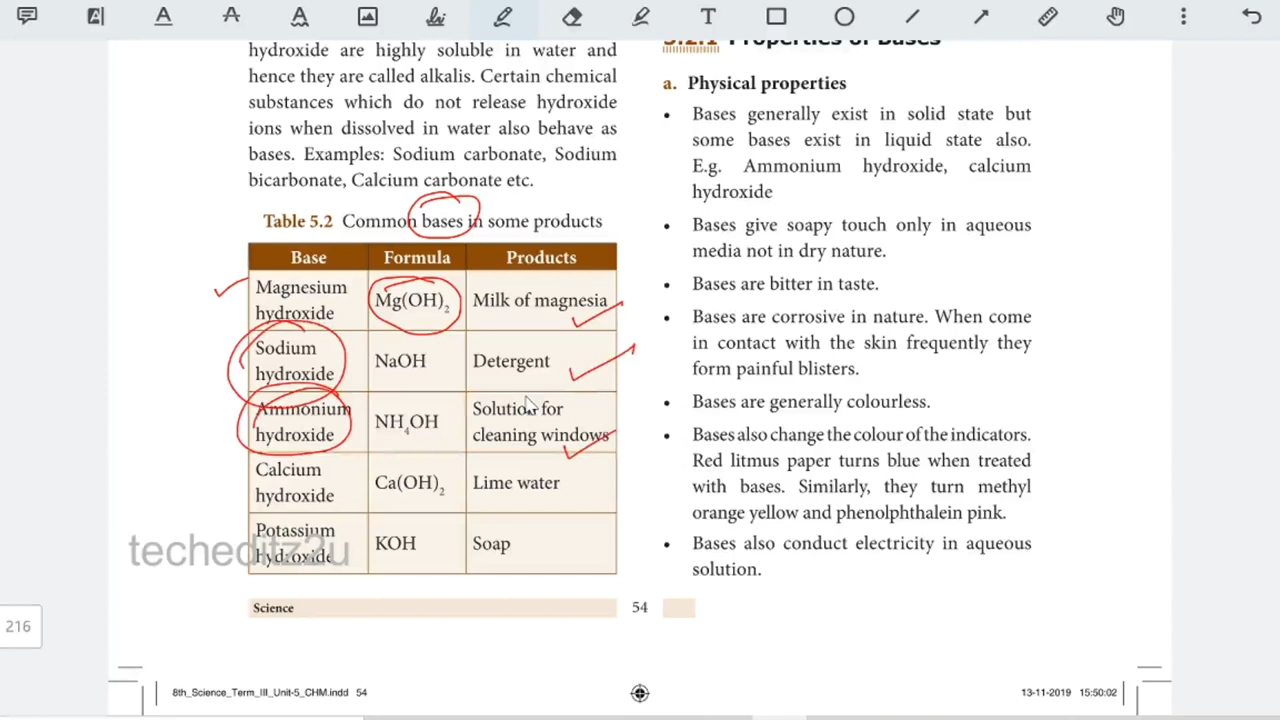 hydroxide are highly soluble in water and
hence they are called alkalis. Certain chemical
substances which do not release hydroxide
ions when dissolved in water also behave as
bases. Examples: Sodium carbonate, Sodium
bicarbonate, Calcium carbonate etc.
Table 5.2 Common bases in some products
Base Formula Products
Magnesium
hydroxide Mg(OH)₂ Milk of magnesia
Sodium
hydroxide NaOH Detergent
Ammonium Solution for
hydroxide NH₄OH cleaning windows
Calcium
hydroxide Ca(OH)₂ Lime water
Potassium
hydroxide KOH Soap
techeditz2u
Science
54
5.2.1 Properties of Bases
a. Physical properties
• Bases generally exist in solid state but
some bases exist in liquid state also.
E.g. Ammonium hydroxide, calcium
hydroxide
• Bases give soapy touch only in aqueous
media not in dry nature.
• Bases are bitter in taste.
• Bases are corrosive in nature. When come
in contact with the skin frequently they
form painful blisters.
• Bases are generally colourless.
• Bases also change the colour of the indicators.
Red litmus paper turns blue when treated
with bases. Similarly, they turn methyl
orange yellow and phenolphthalein pink.
• Bases also conduct electricity in aqueous
solution.
216
8th_Science_Term_III_Unit-5_CHM.indd 54
13-11-2019 15:50:02